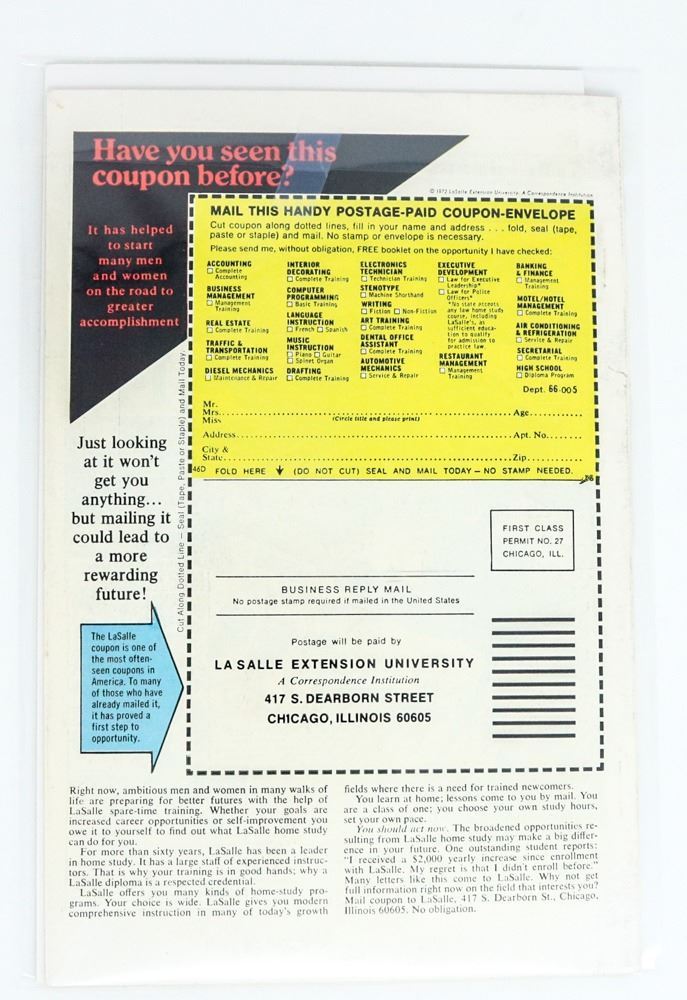 Have you seen this
coupon before?
It has helped
to start
many men
and women
on the road to
greater
accomplishment
© 1972 LaSalle Extension University, A Correspondence Institution
MAIL THIS HANDY POSTAGE-PAID COUPON-ENVELOPE
Cut coupon along dotted lines, fill in your name and address . . . fold, seal (tape,
paste or staple) and mail. No stamp or envelope is necessary.
Please send me, without obligation, FREE booklet on the opportunity I have checked:
ACCOUNTING
☐ Complete
Accounting
BUSINESS
MANAGEMENT
☐ Management
Training
REAL ESTATE
☐ Complete Training
TRAFFIC &
TRANSPORTATION
☐ Complete Training
DIESEL MECHANICS
☐ Maintenance & Repair
INTERIOR
DECORATING
☐ Complete Training
COMPUTER
PROGRAMMING
☐ Basic Training
LANGUAGE
INSTRUCTION
☐ French ☐ Spanish
MUSIC
INSTRUCTION
☐ Piano ☐ Guitar
☐ Spinet Organ
DRAFTING
☐ Complete Training
ELECTRONICS
TECHNICIAN
☐ Technician Training
STENOTYPE
☐ Machine Shorthand
WRITING
☐ Fiction ☐ Non-Fiction
ART TRAINING
☐ Complete Training
DENTAL OFFICE
ASSISTANT
☐ Complete Training
AUTOMOTIVE
MECHANICS
☐ Service & Repair
EXECUTIVE
DEVELOPMENT
☐ Law for Executive
Leadership*
☐ Law for Police
Officers*
*No state accepts
any law home study
course, including
LaSalle's, as
sufficient educa-
tion to qualify
for admission to
practice law.
RESTAURANT
MANAGEMENT
☐ Management
Training
BANKING
& FINANCE
☐ Management
Training
MOTEL/HOTEL
MANAGEMENT
☐ Complete Training
AIR CONDITIONING
& REFRIGERATION
☐ Service & Repair
SECRETARIAL
☐ Complete Training
HIGH SCHOOL
☐ Diploma Program
Dept. 66-005
Mr.
Mrs. Age
Miss (Circle title and please print)
Address Apt. No.
City &
State Zip
46D FOLD HERE (DO NOT CUT) SEAL AND MAIL TODAY — NO STAMP NEEDED.
Cut Along Dotted Line — Seal (Tape, Paste or Staple) and Mail Today.
Just looking
at it won't
get you
anything...
but mailing it
could lead to
a more
rewarding
future!
FIRST CLASS
PERMIT NO. 27
CHICAGO, ILL.
BUSINESS REPLY MAIL
No postage stamp required if mailed in the United States
Postage will be paid by
LA SALLE EXTENSION UNIVERSITY
A Correspondence Institution
417 S. DEARBORN STREET
CHICAGO, ILLINOIS 60605
The LaSalle
coupon is one of
the most often-
seen coupons in
America. To many
of those who have
already mailed it,
it has proved a
first step to
opportunity.
Right now, ambitious men and women in many walks of
life are preparing for better futures with the help of
LaSalle spare-time training. Whether your goals are
increased career opportunities or self-improvement you
owe it to yourself to find out what LaSalle home study
can do for you.
For more than sixty years, LaSalle has been a leader
in home study. It has a large staff of experienced instruc-
tors. That is why your training is in good hands; why a
LaSalle diploma is a respected credential.
LaSalle offers you many kinds of home-study pro-
grams. Your choice is wide. LaSalle gives you modern
comprehensive instruction in many of today's growth
fields where there is a need for trained newcomers.
You learn at home; lessons come to you by mail. You
are a class of one; you choose your own study hours,
set your own pace.
You should act now. The broadened opportunities re-
sulting from LaSalle home study may make a big differ-
ence in your future. One outstanding student reports:
"I received a $2,000 yearly increase since enrollment
with LaSalle. My regret is that I didn't enroll before."
Many letters like this come to LaSalle. Why not get
full information right now on the field that interests you?
Mail coupon to LaSalle, 417 S. Dearborn St., Chicago,
Illinois 60605. No obligation.